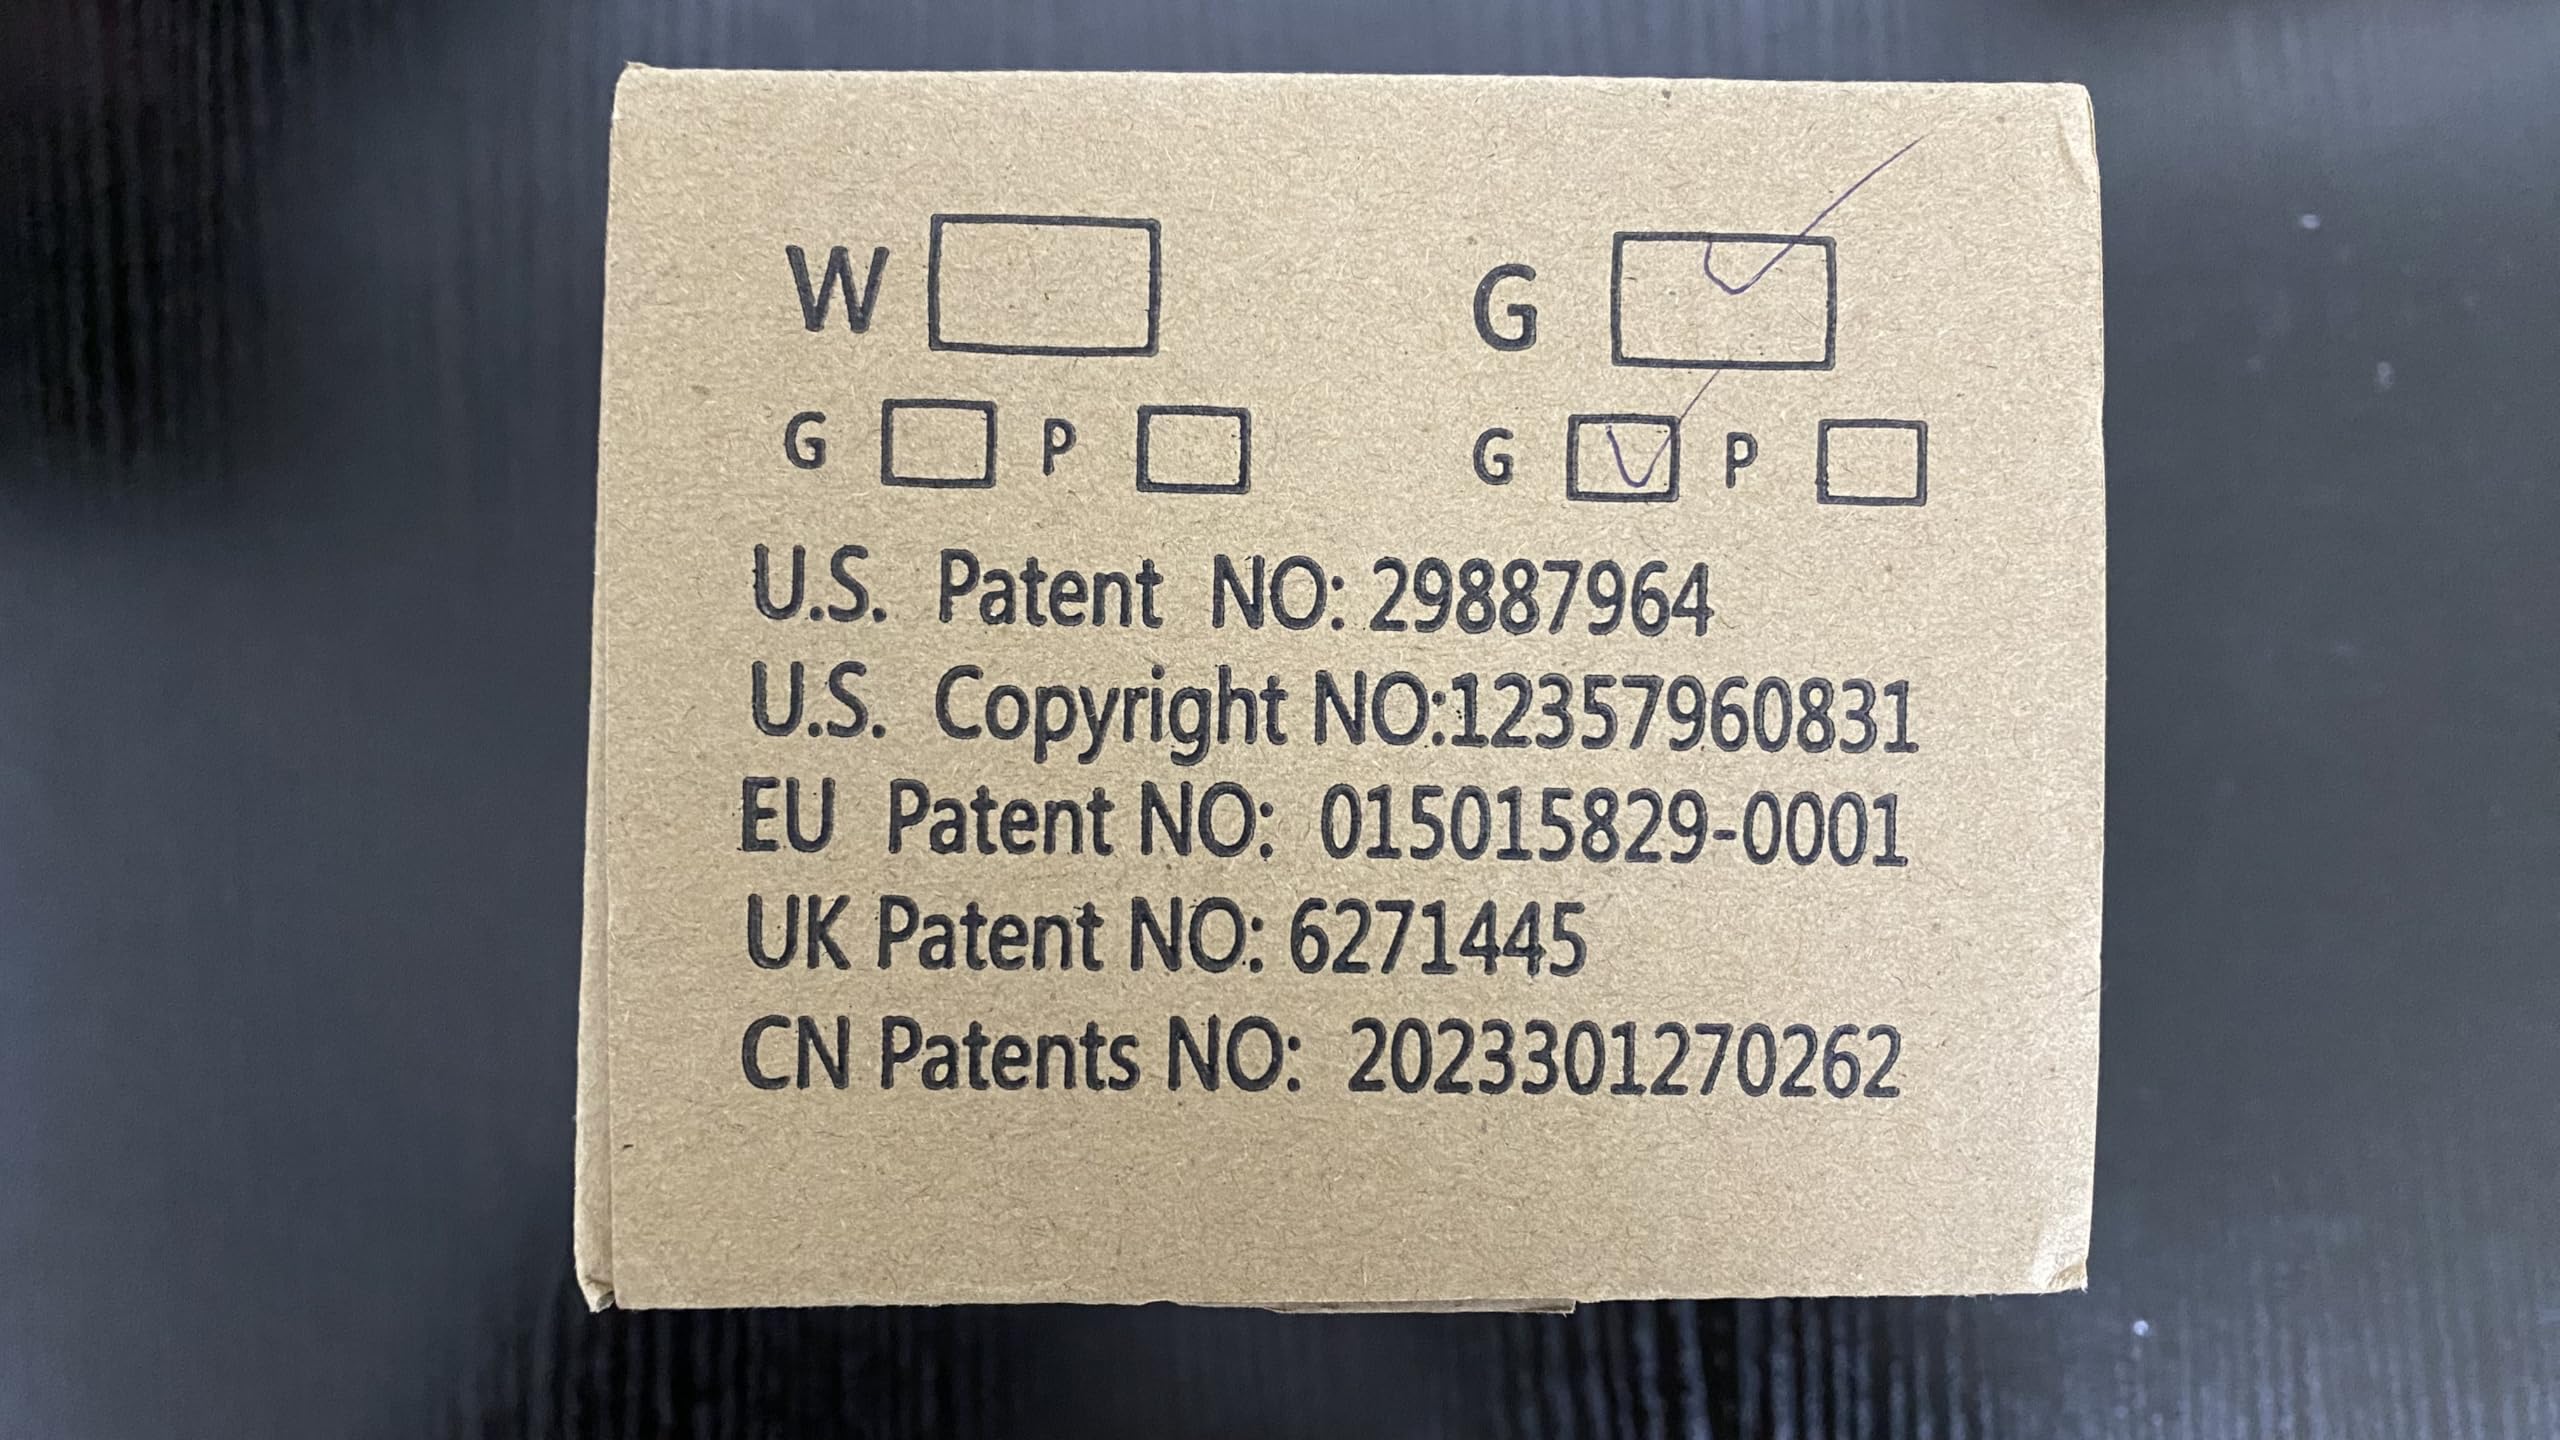 W G
G P G P
U.S. Patent NO: 29887964
U.S. Copyright NO:12357960831
EU Patent NO: 015015829-0001
UK Patent NO: 6271445
CN Patents NO: 2023301270262